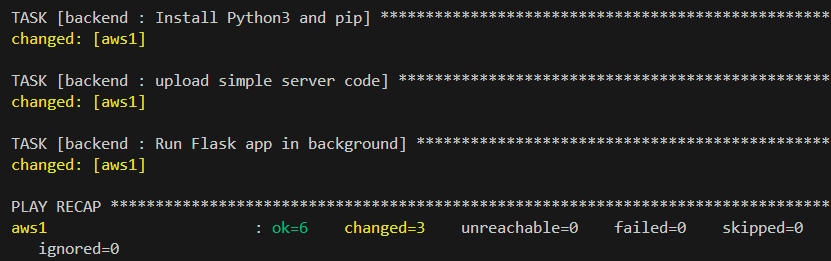 TASK [backend : Install Python3 and pip] **************************************************
changed: [aws1]
TASK [backend : upload simple server code] ************************************************
changed: [aws1]
TASK [backend : Run Flask app in background] **********************************************
changed: [aws1]
PLAY RECAP ********************************************************************************
aws1 : ok=6 changed=3 unreachable=0 failed=0 skipped=0
ignored=0